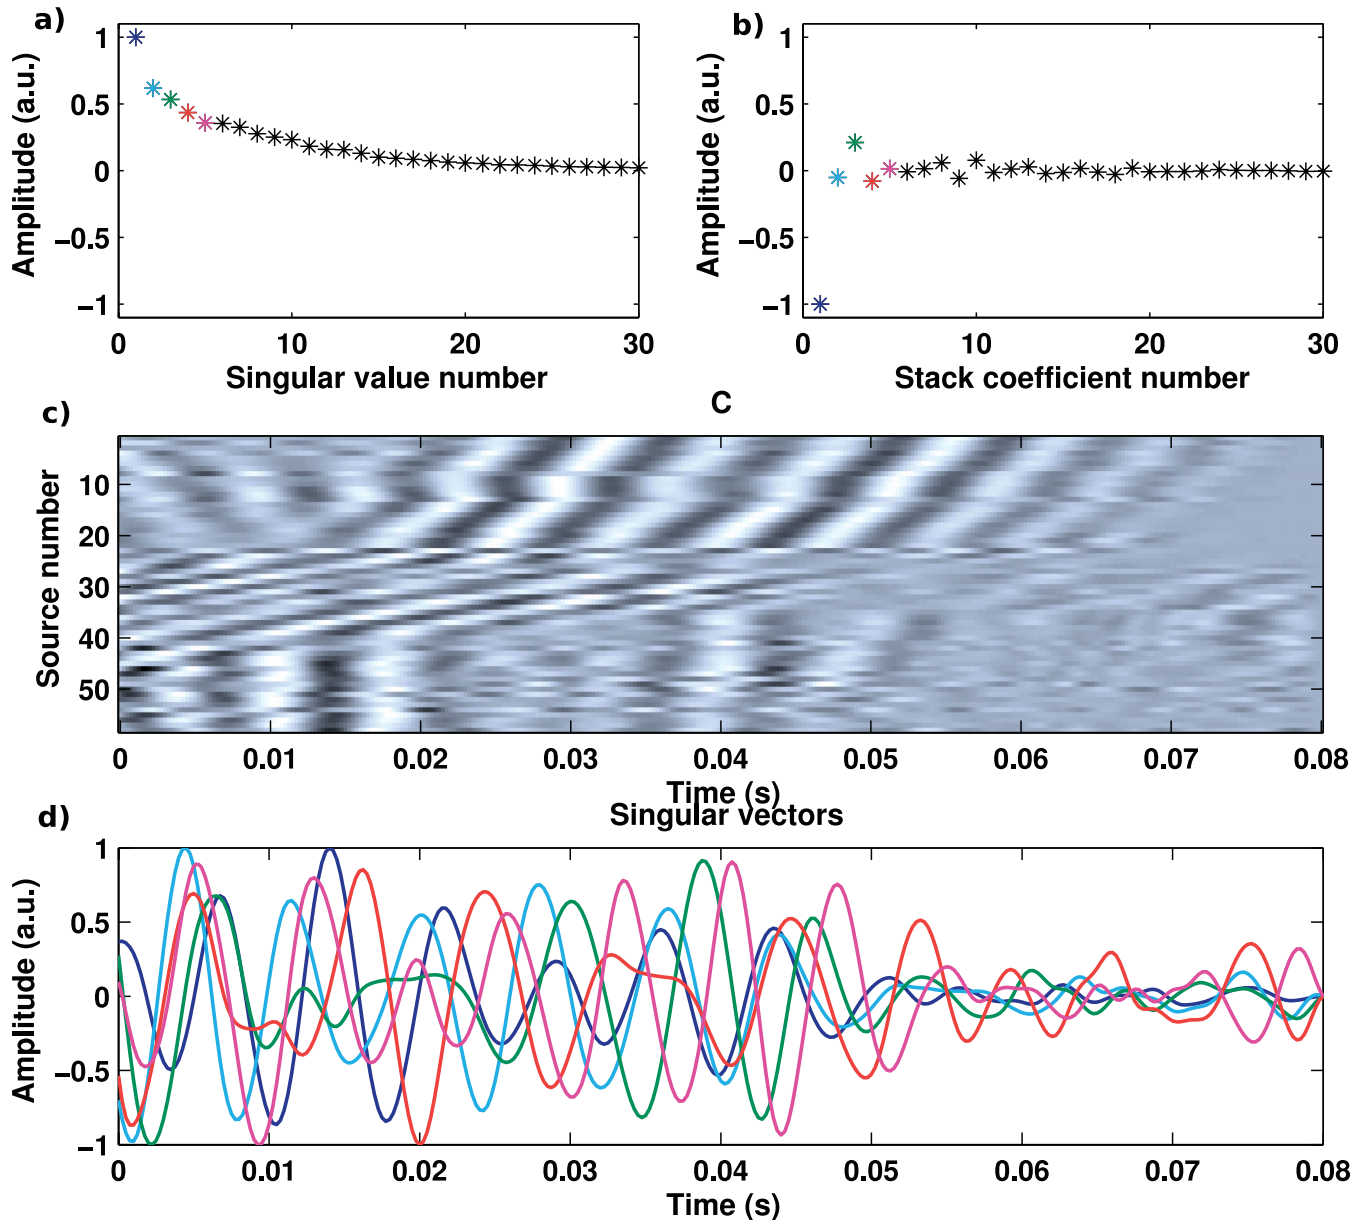 a)
Amplitude (a.u.)
1
0.5
0
−0.5
−1
0 10 20 30
Singular value number
b)
Amplitude (a.u.)
1
0.5
0
−0.5
−1
0 10 20 30
Stack coefficient number
c)
C
Source number
10
20
30
40
50
0 0.01 0.02 0.03 0.04 0.05 0.06 0.07 0.08
Time (s)
d)
Singular vectors
Amplitude (a.u.)
1
0.5
0
−0.5
−1
0 0.01 0.02 0.03 0.04 0.05 0.06 0.07 0.08
Time (s)